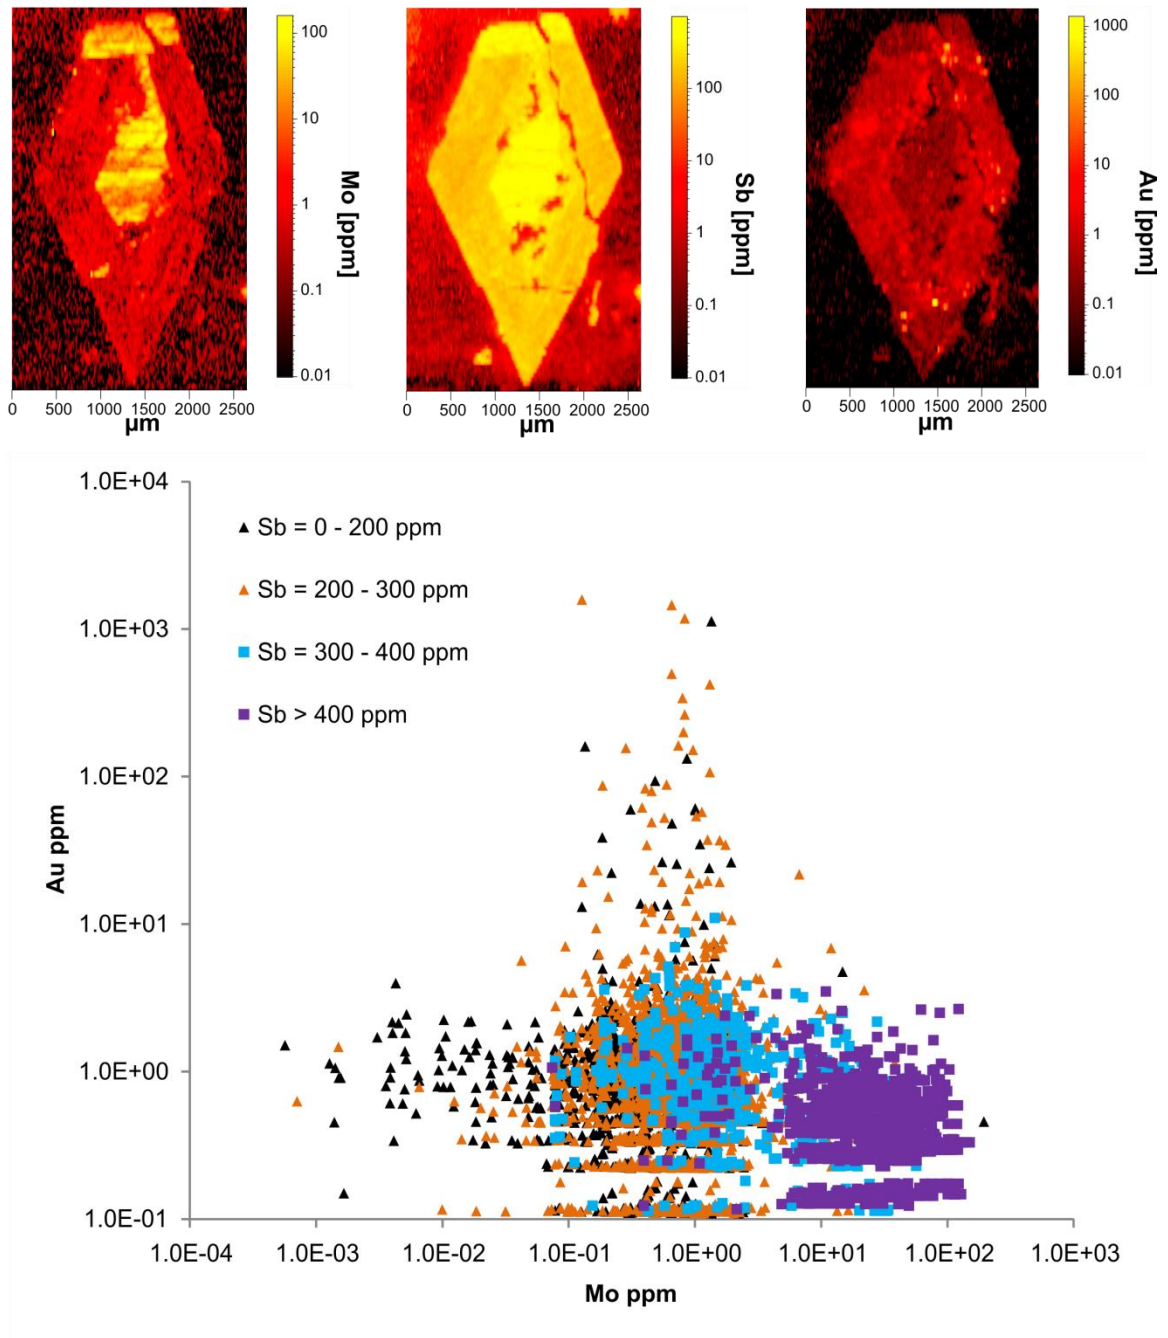 100
10
1
0.1
0.01
Mo [ppm]
0 500 1000 1500 2000 2500
µm
100
10
1
0.1
0.01
Sb [ppm]
0 500 1000 1500 2000 2500
µm
1000
100
10
1
0.1
0.01
Au [ppm]
0 500 1000 1500 2000 2500
µm
1.0E+04
1.0E+03
1.0E+02
1.0E+01
1.0E+00
1.0E-01
Au ppm
Sb = 0 - 200 ppm
Sb = 200 - 300 ppm
Sb = 300 - 400 ppm
Sb > 400 ppm
1.0E-04 1.0E-03 1.0E-02 1.0E-01 1.0E+00 1.0E+01 1.0E+02 1.0E+03
Mo ppm